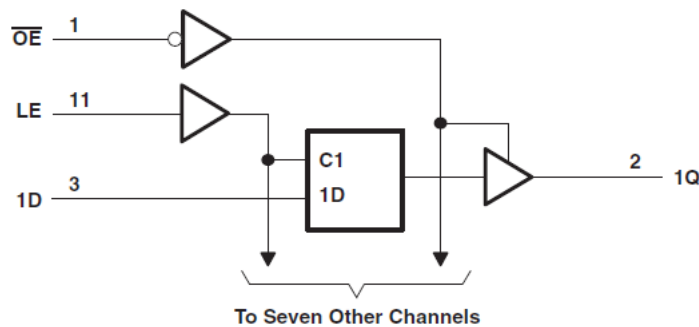 OE 1
LE 11
C1
1D 3
1D
2 1Q
To Seven Other Channels